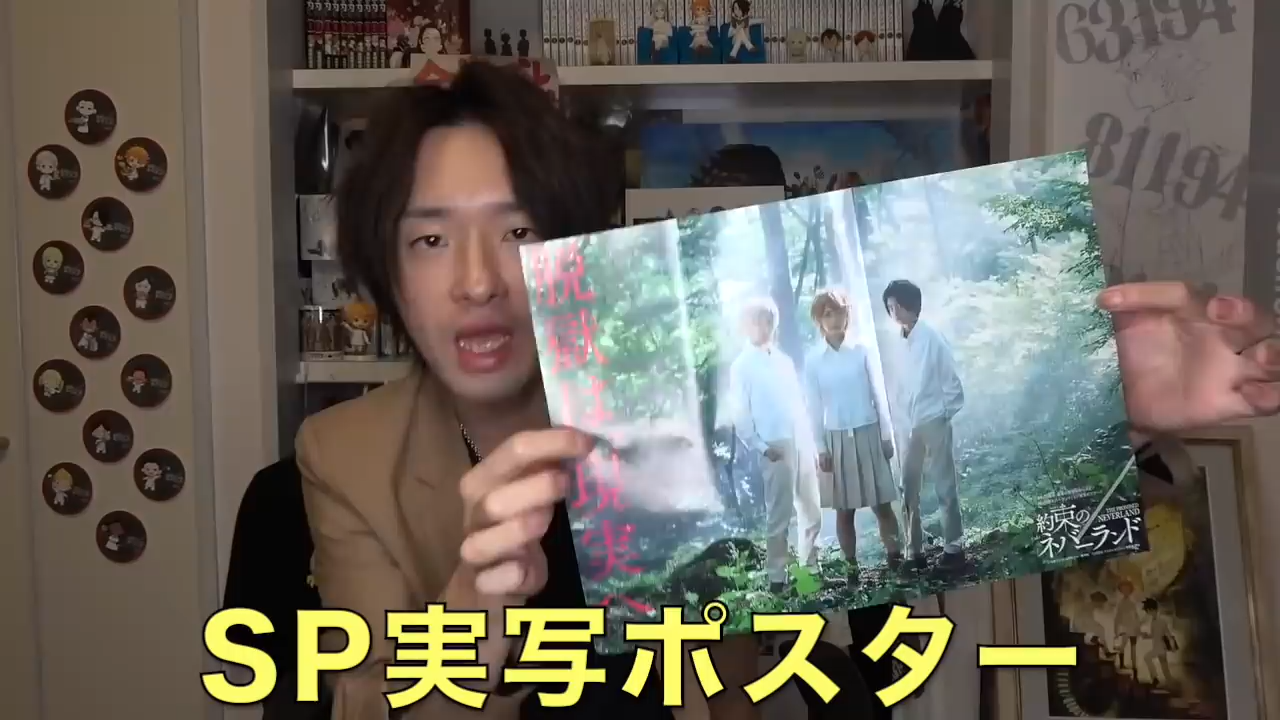 63194
81194
脱獄は、現実へ
約束の
ネバーランド
THE PROMISED
NEVERLAND
SP実写ポスター